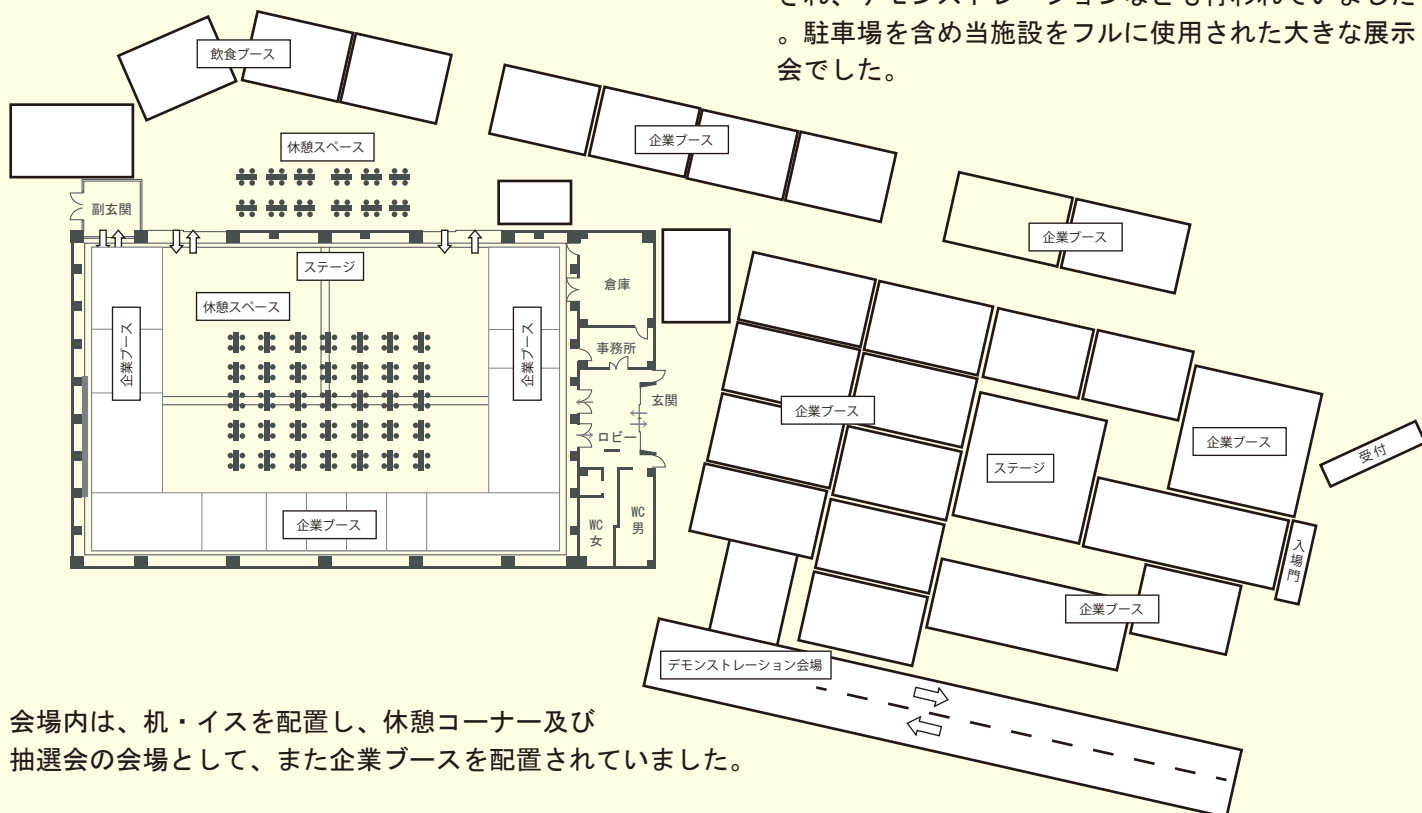 され、デモンストレーションなども行われていました
。駐車場を含め当施設をフルに使用された大きな展示
会でした。
飲食ブース
休憩スペース
企業ブース
副玄関
企業ブース
ステージ
倉庫
休憩スペース
企業ブース
企業ブース
事務所
玄関
企業ブース
企業ブース
受付
ロビー
ステージ
企業ブース
WC
女
WC
男
入場門
企業ブース
デモンストレーション会場
会場内は、机・イスを配置し、休憩コーナー及び
抽選会の会場として、また企業ブースを配置されていました。